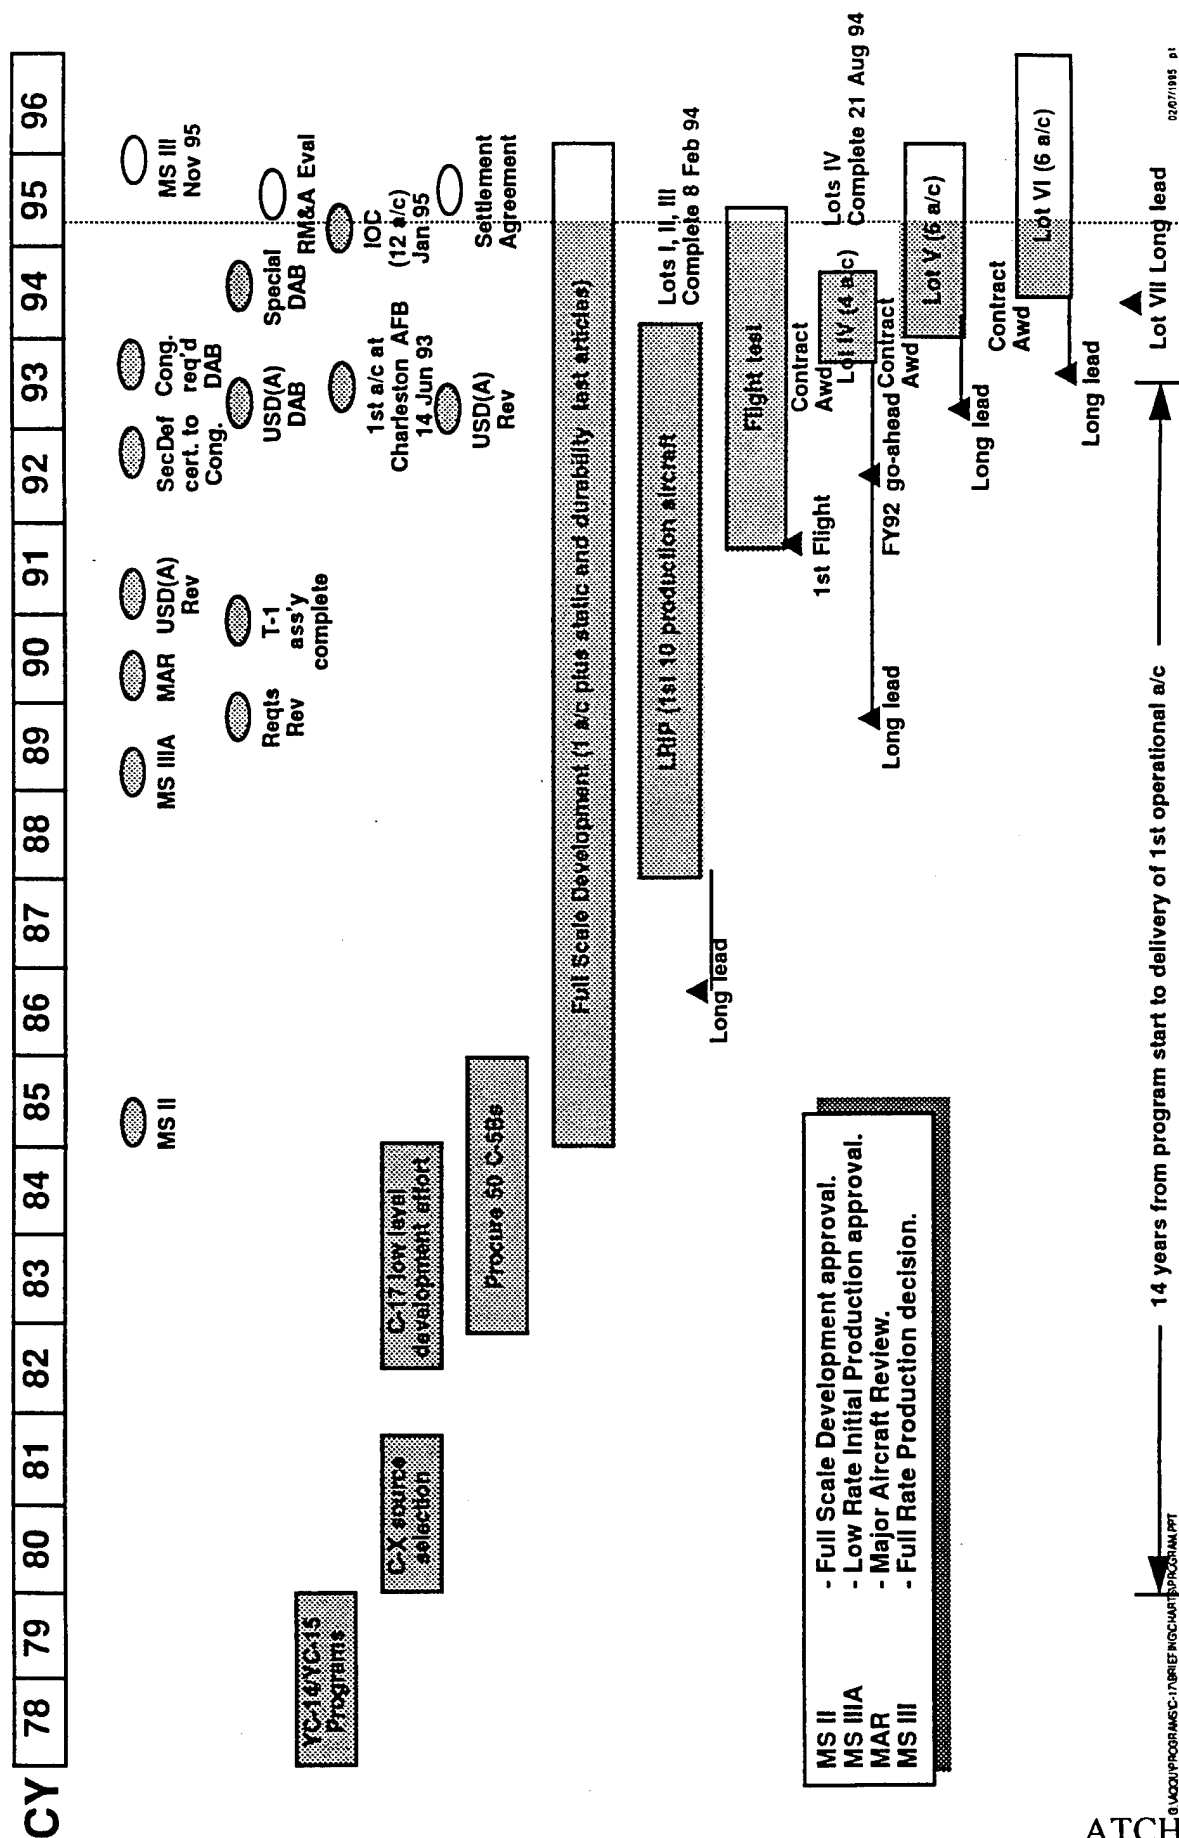 CY 78 79 80 81 82 83 84 85 86 87 88 89 90 91 92 93 94 95 96
MS II
MS IIIA
MAR
USD(A)
Rev
SecDef
cert. to
Cong.
Cong.
req'd
DAB
MS III
Nov 95
Reqts
Rev
T-1
ass'y
complete
USD(A)
DAB
Special
DAB
RM&A Eval
YC-14/YC-15
Programs
1st a/c at
Charleston AFB
14 Jun 93
IOC
(12 a/c)
Jan 95
C-X source
selection
C-17 low level
development effort
USD(A)
Rev
Settlement
Agreement
Procure 50 C-5Bs
Full Scale Development (1 a/c plus static and durability test articles)
LRIP (1st 10 production aircraft
Lots I, II, III
Complete 8 Feb 94
Long lead
Flight test
1st Flight
Contract
Awd
Lot IV (4 a/c)
Lots IV
Complete 21 Aug 94
Long lead
FY92 go-ahead
Contract
Awd
Lot V (6 a/c)
Long lead
Contract
Awd
Lot VI (6 a/c)
Long lead
MS II - Full Scale Development approval.
MS IIIA - Low Rate Initial Production approval.
MAR - Major Aircraft Review.
MS III - Full Rate Production decision.
14 years from program start to delivery of 1st operational a/c
Lot VII Long lead
02/07/1995 p1
ATCH